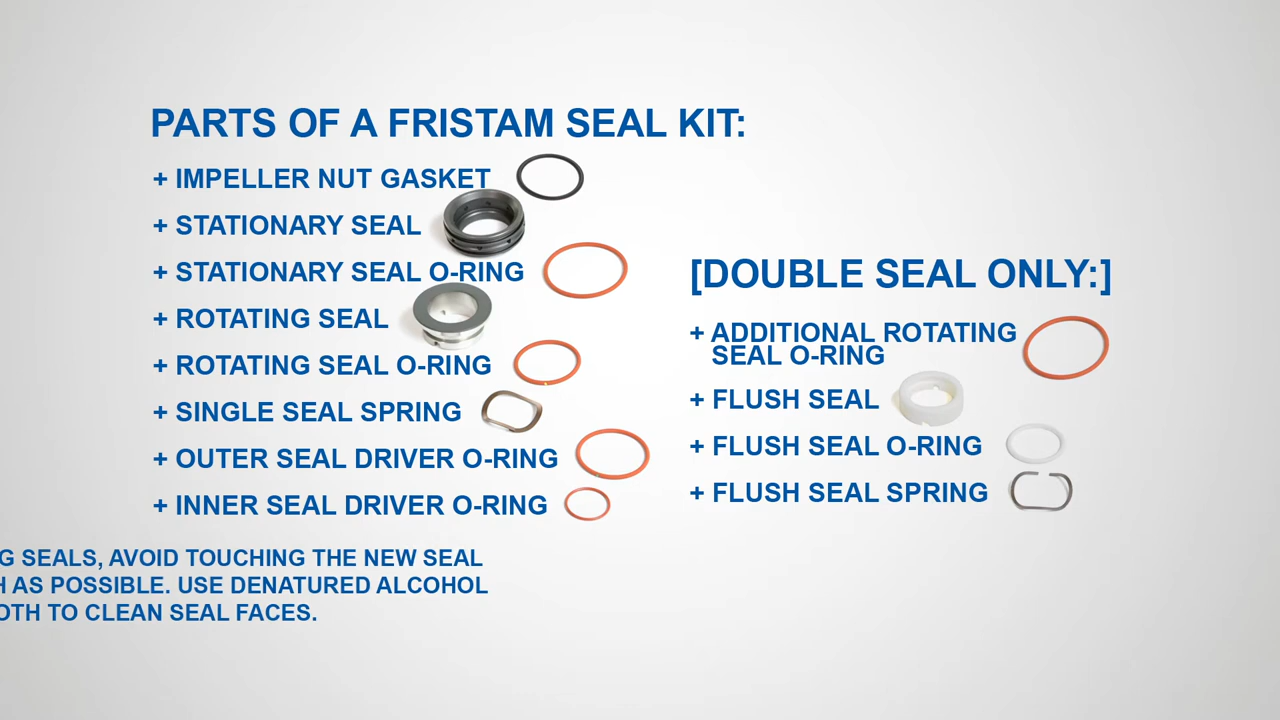 PARTS OF A FRISTAM SEAL KIT:
+ IMPELLER NUT GASKET
+ STATIONARY SEAL
+ STATIONARY SEAL O-RING
+ ROTATING SEAL
+ ROTATING SEAL O-RING
+ SINGLE SEAL SPRING
+ OUTER SEAL DRIVER O-RING
+ INNER SEAL DRIVER O-RING
[DOUBLE SEAL ONLY:]
+ ADDITIONAL ROTATING
SEAL O-RING
+ FLUSH SEAL
+ FLUSH SEAL O-RING
+ FLUSH SEAL SPRING
SEALS, AVOID TOUCHING THE NEW SEAL
AS POSSIBLE. USE DENATURED ALCOHOL
TO CLEAN SEAL FACES.